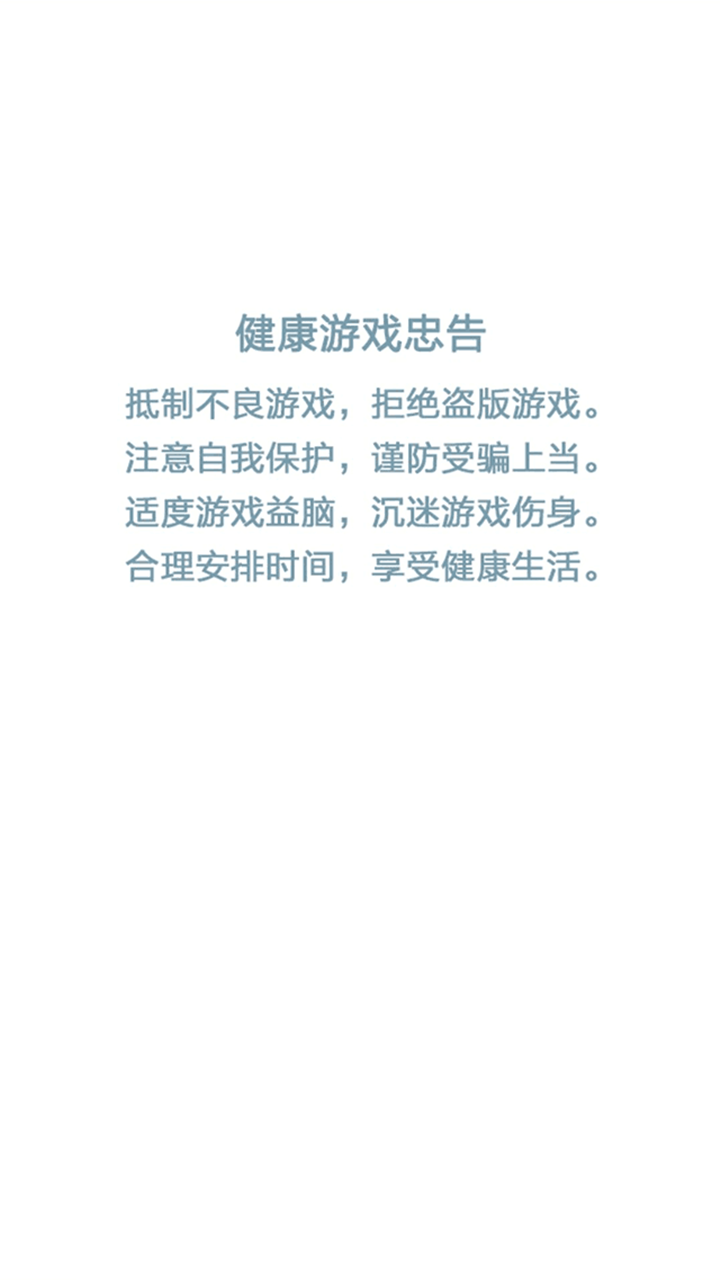 健康游戏忠告
抵制不良游戏，拒绝盗版游戏。
注意自我保护，谨防受骗上当。
适度游戏益脑，沉迷游戏伤身。
合理安排时间，享受健康生活。